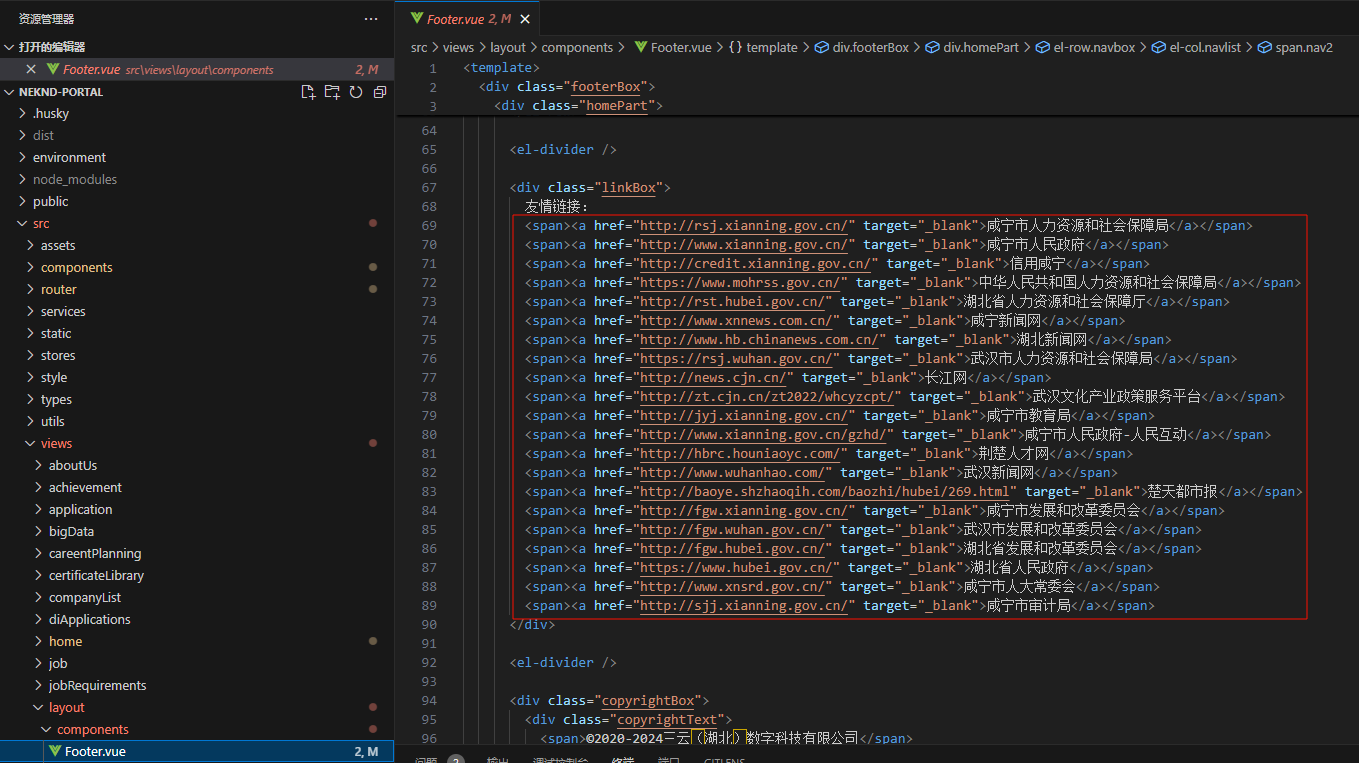 资源管理器
打开的编辑器
Footer.vue src\views\layout\components 2, M
NEKND-PORTAL
.husky
dist
environment
node_modules
public
src
assets
components
router
services
static
stores
style
types
utils
views
aboutUs
achievement
application
bigData
careentPlanning
certificateLibrary
companyList
diApplications
home
job
jobRequirements
layout
components
Footer.vue 2, M
Footer.vue 2, M
src > views > layout > components > Footer.vue > {} template > div.footerBox > div.homePart > el-row.navbox > el-col.navlist > span.nav2
1 <template>
2 <div class="footerBox">
3 <div class="homePart">
64
65 <el-divider />
66
67 <div class="linkBox">
68 友情链接：
69 <span><a href="http://rsj.xianning.gov.cn/" target="_blank">咸宁市人力资源和社会保障局</a></span>
70 <span><a href="http://www.xianning.gov.cn/" target="_blank">咸宁市人民政府</a></span>
71 <span><a href="http://credit.xianning.gov.cn/" target="_blank">信用咸宁</a></span>
72 <span><a href="https://www.mohrss.gov.cn/" target="_blank">中华人民共和国人力资源和社会保障局</a></span>
73 <span><a href="http://rst.hubei.gov.cn/" target="_blank">湖北省人力资源和社会保障厅</a></span>
74 <span><a href="http://www.xnnews.com.cn/" target="_blank">咸宁新闻网</a></span>
75 <span><a href="http://www.hb.chinanews.com.cn/" target="_blank">湖北新闻网</a></span>
76 <span><a href="https://rsj.wuhan.gov.cn/" target="_blank">武汉市人力资源和社会保障局</a></span>
77 <span><a href="http://news.cjn.cn/" target="_blank">长江网</a></span>
78 <span><a href="http://zt.cjn.cn/zt2022/whcyzcpt/" target="_blank">武汉文化产业政策服务平台</a></span>
79 <span><a href="http://jyj.xianning.gov.cn/" target="_blank">咸宁市教育局</a></span>
80 <span><a href="http://www.xianning.gov.cn/gzhd/" target="_blank">咸宁市人民政府-人民互动</a></span>
81 <span><a href="http://hbrc.houniaoyc.com/" target="_blank">荆楚人才网</a></span>
82 <span><a href="http://www.wuhanhao.com/" target="_blank">武汉新闻网</a></span>
83 <span><a href="http://baoye.shzhaoqih.com/baozhi/hubei/269.html" target="_blank">楚天都市报</a></span>
84 <span><a href="http://fgw.xianning.gov.cn/" target="_blank">咸宁市发展和改革委员会</a></span>
85 <span><a href="http://fgw.wuhan.gov.cn/" target="_blank">武汉市发展和改革委员会</a></span>
86 <span><a href="http://fgw.hubei.gov.cn/" target="_blank">湖北省发展和改革委员会</a></span>
87 <span><a href="https://www.hubei.gov.cn/" target="_blank">湖北省人民政府</a></span>
88 <span><a href="http://www.xnsrd.gov.cn/" target="_blank">咸宁市人大常委会</a></span>
89 <span><a href="http://sjj.xianning.gov.cn/" target="_blank">咸宁市审计局</a></span>
90 </div>
91
92 <el-divider />
93
94 <div class="copyrightBox">
95 <div class="copyrightText">
96 <span>©2020-2024三云（湖北）数字科技有限公司</span>
问题 2 输出 调试控制台 终端 端口 GITLENS